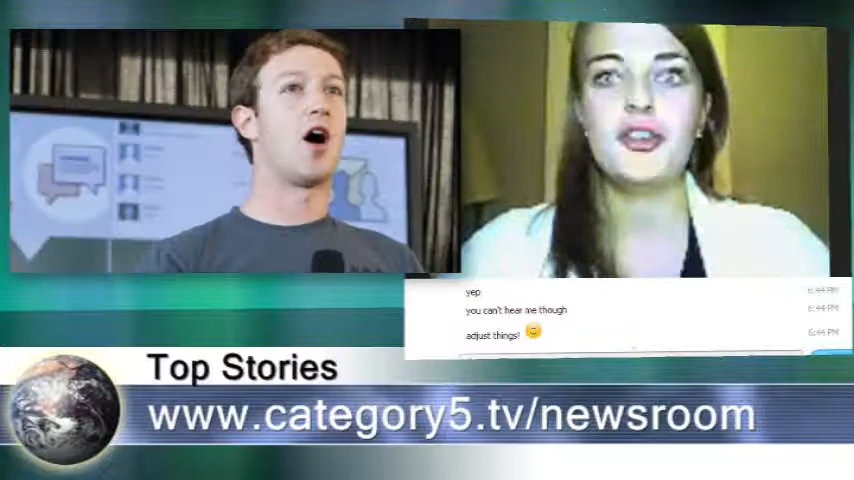 yep
6:44 PM
you can't hear me though
6:44 PM
adjust things!
6:44 PM
Top Stories
www.category5.tv/newsroom